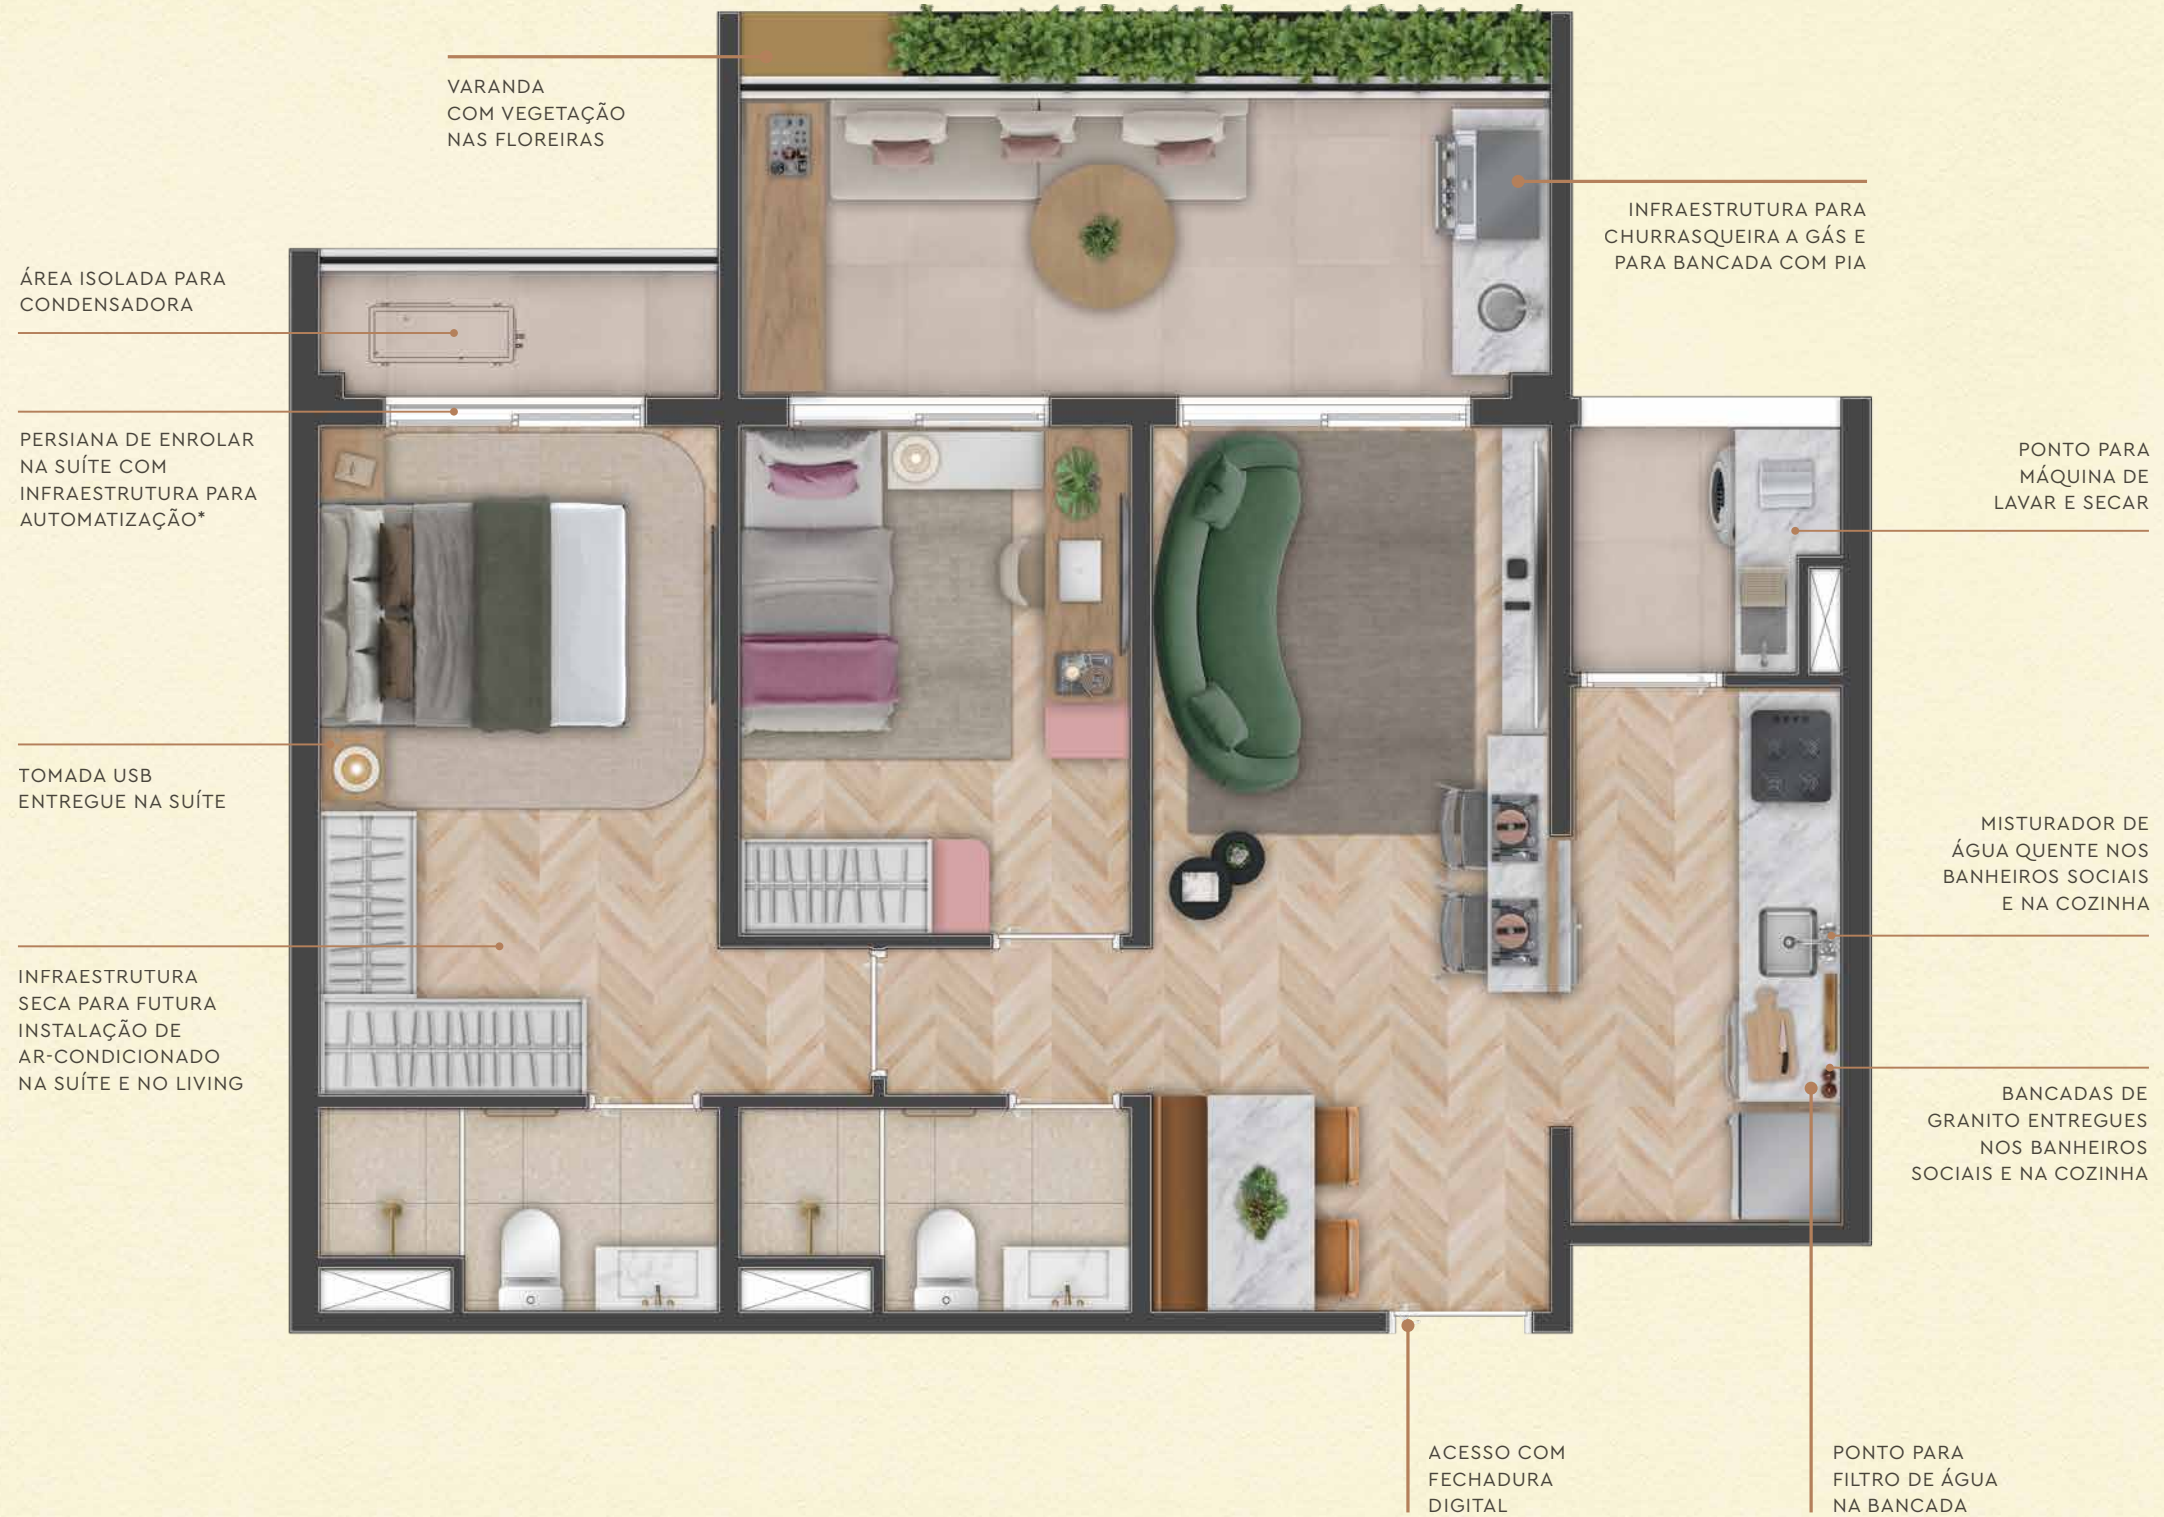 VARANDA
COM VEGETAÇÃO
NAS FLOREIRAS
INFRAESTRUTURA PARA
CHURRASQUEIRA A GÁS E
PARA BANCADA COM PIA
ÁREA ISOLADA PARA
CONDENSADORA
PERSIANA DE ENROLAR
NA SUÍTE COM
INFRAESTRUTURA PARA
AUTOMATIZAÇÃO*
PONTO PARA
MÁQUINA DE
LAVAR E SECAR
TOMADA USB
ENTREGUE NA SUÍTE
MISTURADOR DE
ÁGUA QUENTE NOS
BANHEIROS SOCIAIS
E NA COZINHA
INFRAESTRUTURA
SECA PARA FUTURA
INSTALAÇÃO DE
AR-CONDICIONADO
NA SUÍTE E NO LIVING
BANCADAS DE
GRANITO ENTREGUES
NOS BANHEIROS
SOCIAIS E NA COZINHA
ACESSO COM
FECHADURA
DIGITAL
PONTO PARA
FILTRO DE ÁGUA
NA BANCADA